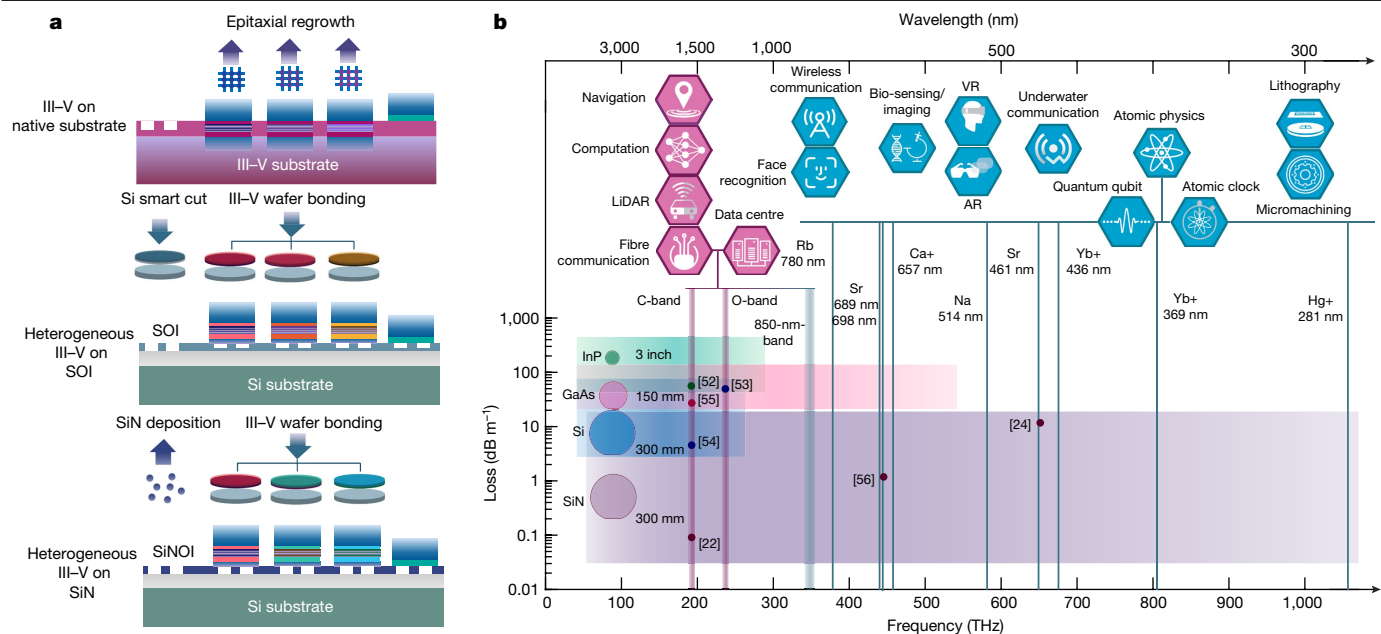 a
Epitaxial regrowth
III–V on
native substrate
III–V substrate
Si smart cut
III–V wafer bonding
SOI
Heterogeneous
III–V on
SOI
Si substrate
SiN deposition
III–V wafer bonding
SiNOI
Heterogeneous
III–V on
SiN
Si substrate
b
Wavelength (nm)
3,000
1,500
1,000
500
300
Navigation
Computation
LiDAR
Fibre
communication
Data centre
Wireless
communication
Face
recognition
Bio-sensing/
imaging
VR
AR
Underwater
communication
Atomic physics
Quantum qubit
Atomic clock
Lithography
Micromachining
Rb
780 nm
Sr
689 nm
698 nm
Ca+
657 nm
Na
514 nm
Sr
461 nm
Yb+
436 nm
Yb+
369 nm
Hg+
281 nm
C-band
O-band
850-nm-
band
InP
3 inch
GaAs
150 mm
Si
300 mm
SiN
300 mm
[52]
[53]
[55]
[54]
[22]
[56]
[24]
Loss (dB m⁻¹)
1,000
100
10
1
0.1
0.01
0
100
200
300
400
500
600
700
800
900
1,000
Frequency (THz)